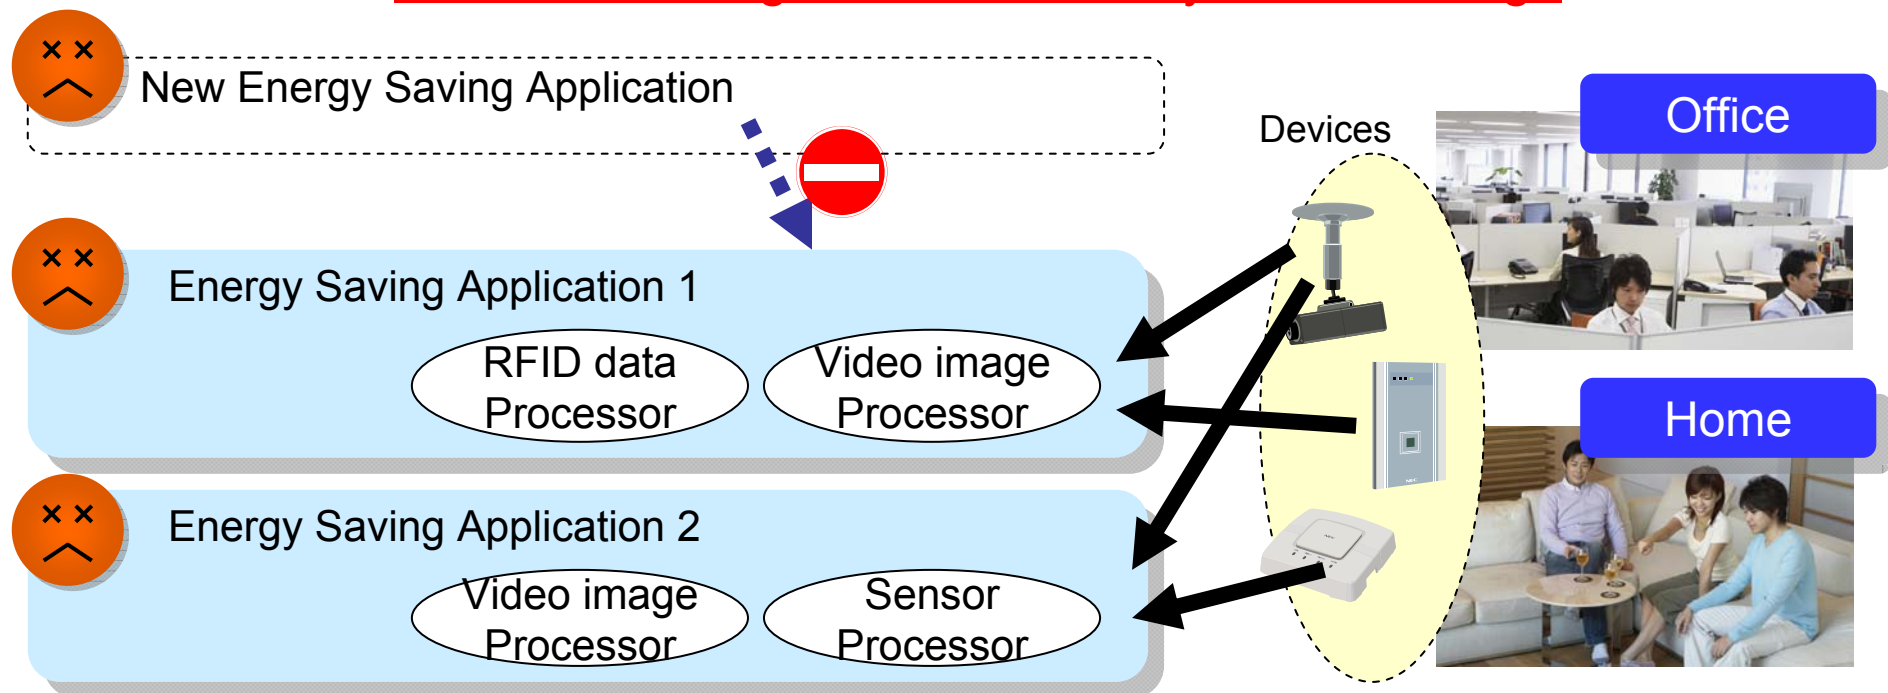 New Energy Saving Application
Devices
Office
Energy Saving Application 1
RFID data
Processor
Video image
Processor
Home
Energy Saving Application 2
Video image
Processor
Sensor
Processor